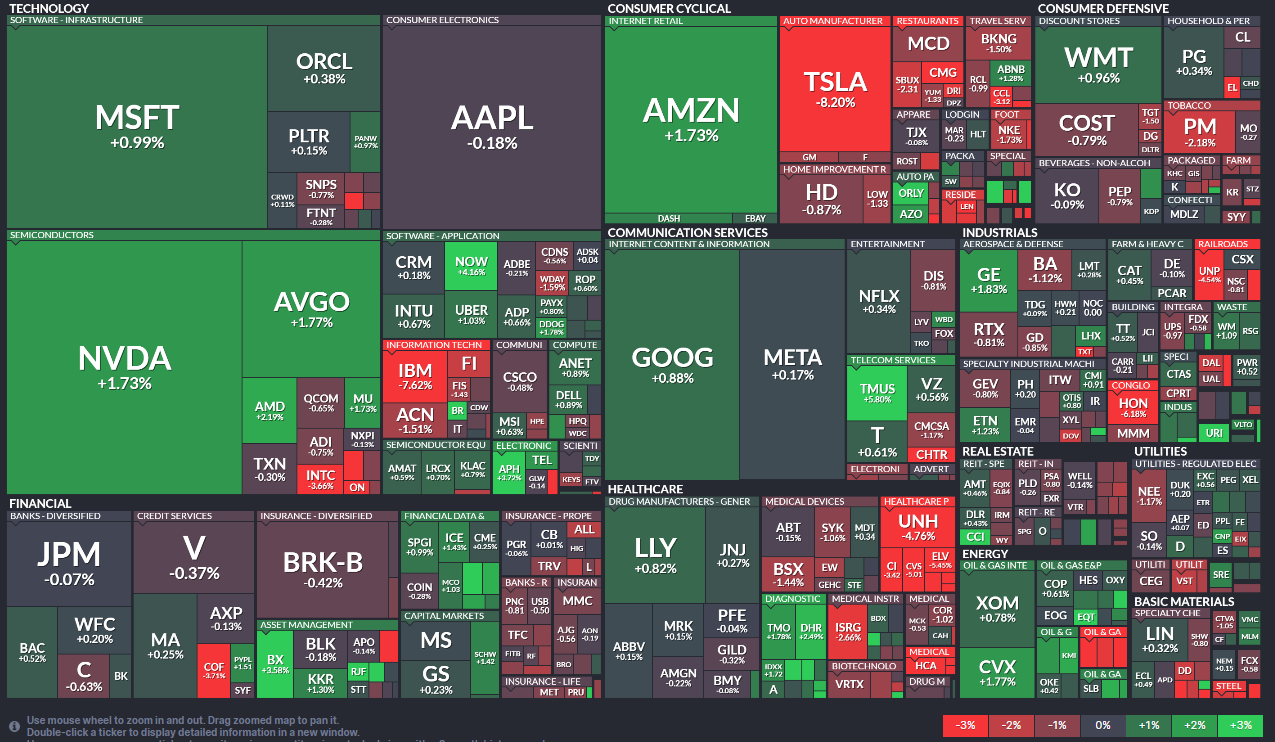 TECHNOLOGY
SOFTWARE - INFRASTRUCTURE
MSFT
+0.99%
ORCL
+0.38%
PLTR
+0.15%
PANW
+0.97%
CRWD
+0.11%
SNPS
-0.77%
FTNT
-0.28%
CONSUMER ELECTRONICS
AAPL
-0.18%
SEMICONDUCTORS
NVDA
+1.73%
AVGO
+1.77%
AMD
+2.19%
QCOM
-0.65%
MU
+1.73%
ADI
-0.75%
NXPI
-0.13%
TXN
-0.30%
INTC
-3.66%
ON
SOFTWARE - APPLICATION
CRM
+0.18%
NOW
+4.16%
ADBE
-0.21%
CDNS
-0.56%
ADSK
+0.04
WDAY
-1.59%
ROP
+0.60%
INTU
+0.67%
UBER
+1.03%
ADP
+0.66%
PAYX
+0.80%
DDOG
+1.78%
INFORMATION TECHN
IBM
-7.62%
FI
ACN
-1.51%
FIS
-1.43
BR
CDW
IT
COMMUNI
CSCO
-0.48%
MSI
+0.63%
HPE
COMPUTE
ANET
+0.89%
DELL
+0.89%
HPQ
WDC
SEMICONDUCTOR EQU
AMAT
+0.59%
LRCX
+0.70%
KLAC
+0.79%
ELECTRONIC
APH
+3.72%
TEL
GLW
-0.14
SCIENTI
TDY
KEYS
FTV
FINANCIAL
BANKS - DIVERSIFIED
JPM
-0.07%
BAC
+0.52%
WFC
+0.20%
C
-0.63%
BK
CREDIT SERVICES
V
-0.37%
MA
+0.25%
AXP
-0.13%
COF
-3.71%
PYPL
+1.51
SYF
INSURANCE - DIVERSIFIED
BRK-B
-0.42%
ASSET MANAGEMENT
BX
+3.58%
BLK
-0.18%
APO
-0.14%
KKR
+1.30%
RJF
STT
FINANCIAL DATA &
SPGI
+0.99%
ICE
+1.43%
CME
+0.25%
COIN
-0.28%
MCO
+1.03
CAPITAL MARKETS
MS
GS
+0.23%
SCHW
+1.42
INSURANCE - PROPE
PGR
-0.06%
CB
+0.01%
ALL
HIG
TRV
L
BANKS - R
PNC
-0.81
USB
-0.50
TFC
FITB
RF
INSURAN
MMC
AJG
-0.56
AON
-0.19
BRO
INSURANCE - LIFE
MET
PRU
CONSUMER CYCLICAL
INTERNET RETAIL
AMZN
+1.73%
DASH
EBAY
AUTO MANUFACTURER
TSLA
-8.20%
GM
F
HOME IMPROVEMENT R
HD
-0.87%
LOW
-1.33
RESTAURANTS
MCD
SBUX
-2.31
CMG
YUM
-1.33
DRI
DPZ
TRAVEL SERV
BKNG
-1.50%
RCL
-0.99
ABNB
+1.28%
CCL
-3.12
APPARE
TJX
-0.08%
ROST
LODGIN
MAR
-0.23
HLT
FOOT
NKE
-1.73%
AUTO PA
ORLY
AZO
PACKA
SW
SPECIAL
RESIDE
LEN
CONSUMER DEFENSIVE
DISCOUNT STORES
WMT
+0.96%
COST
-0.79%
TGT
-1.50
DG
DLTR
HOUSEHOLD & PER
PG
+0.34%
CL
EL
CHD
TOBACCO
PM
-2.18%
MO
-0.27
BEVERAGES - NON-ALCOH
KO
-0.09%
PEP
-0.79%
KDP
PACKAGED
KHC
GIS
K
FARM
KR
STZ
CONFECTI
MDLZ
SYY
COMMUNICATION SERVICES
INTERNET CONTENT & INFORMATION
GOOG
+0.88%
META
+0.17%
ENTERTAINMENT
NFLX
+0.34%
DIS
-0.81%
LYV
WBD
FOX
TKO
TELECOM SERVICES
TMUS
+5.80%
VZ
+0.56%
T
+0.61%
CMCSA
-1.17%
CHTR
ELECTRONI
ADVERT
INDUSTRIALS
AEROSPACE & DEFENSE
GE
+1.83%
BA
-1.12%
LMT
+0.28%
RTX
-0.81%
TDG
+0.09%
HWM
+0.21
NOC
0.00
GD
-0.85%
LHX
TXT
FARM & HEAVY C
CAT
+0.45%
DE
-0.10%
PCAR
RAILROADS
UNP
-4.54%
CSX
NSC
-0.81
BUILDING
TT
+0.52%
JCI
CARR
-0.21
LII
INTEGRA
UPS
-0.97
FDX
-0.58
WASTE
WM
+1.09
RSG
SPECIALTY INDUSTRIAL MACHI
GEV
-0.80%
PH
+0.20
ITW
CMI
+0.91
ETN
+1.23%
EMR
-0.04
OTIS
+0.80
IR
XYL
DOV
SPECI
CTAS
CPRT
INDUS
DAL
UAL
PWR
+0.52
CONGLO
HON
-6.18%
MMM
URI
VLTO
HEALTHCARE
DRUG MANUFACTURERS - GENER
LLY
+0.82%
JNJ
+0.27%
ABBV
+0.15%
MRK
+0.15%
PFE
-0.04%
GILD
-0.32%
AMGN
-0.22%
BMY
-0.08%
MEDICAL DEVICES
ABT
-0.15%
SYK
-1.06%
MDT
+0.34
BSX
-1.44%
EW
GEHC
STE
HEALTHCARE P
UNH
-4.76%
CI
-3.42
CVS
-5.01
ELV
-5.45%
DIAGNOSTIC
TMO
+1.78%
DHR
+2.49%
IDXX
+1.72
A
MEDICAL INSTR
ISRG
-2.66%
BDX
MEDICAL
MCK
-0.53
COR
-1.02
CAH
MEDICAL
HCA
BIOTECHNOLO
VRTX
DRUG M
REAL ESTATE
REIT - SPE
AMT
+0.46%
EQIX
-0.84
DLR
+0.43%
IRM
CCI
WY
REIT - IN
PLD
-0.26
PSA
-0.80
EXR
WELL
-0.14%
VTR
REIT - RE
SPG
O
UTILITIES
UTILITIES - REGULATED ELEC
NEE
-1.17%
DUK
+0.20
EXC
+0.56
PEG
XEL
ETR
SO
-0.14%
AEP
+0.07
ED
PPL
FE
CNP
EIX
D
ES
UTILITI
CEG
UTILIT
VST
SRE
ENERGY
OIL & GAS INTE
XOM
+0.78%
CVX
+1.77%
OIL & GAS E&P
COP
+0.61%
HES
OXY
EOG
EQT
OIL & G
KMI
OKE
+0.42
OIL & GA
OIL & GA
SLB
BASIC MATERIALS
SPECIALTY CHE
LIN
+0.32%
SHW
-0.80
ECL
+0.49
APD
DD
CTVA
-1.05
CF
VMC
MLM
NEM
+0.15
FCX
-0.58
STEEL
Use mouse wheel to zoom in and out. Drag zoomed map to pan it.
Double-click a ticker to display detailed information in a new window.
-3% -2% -1% 0% +1% +2% +3%